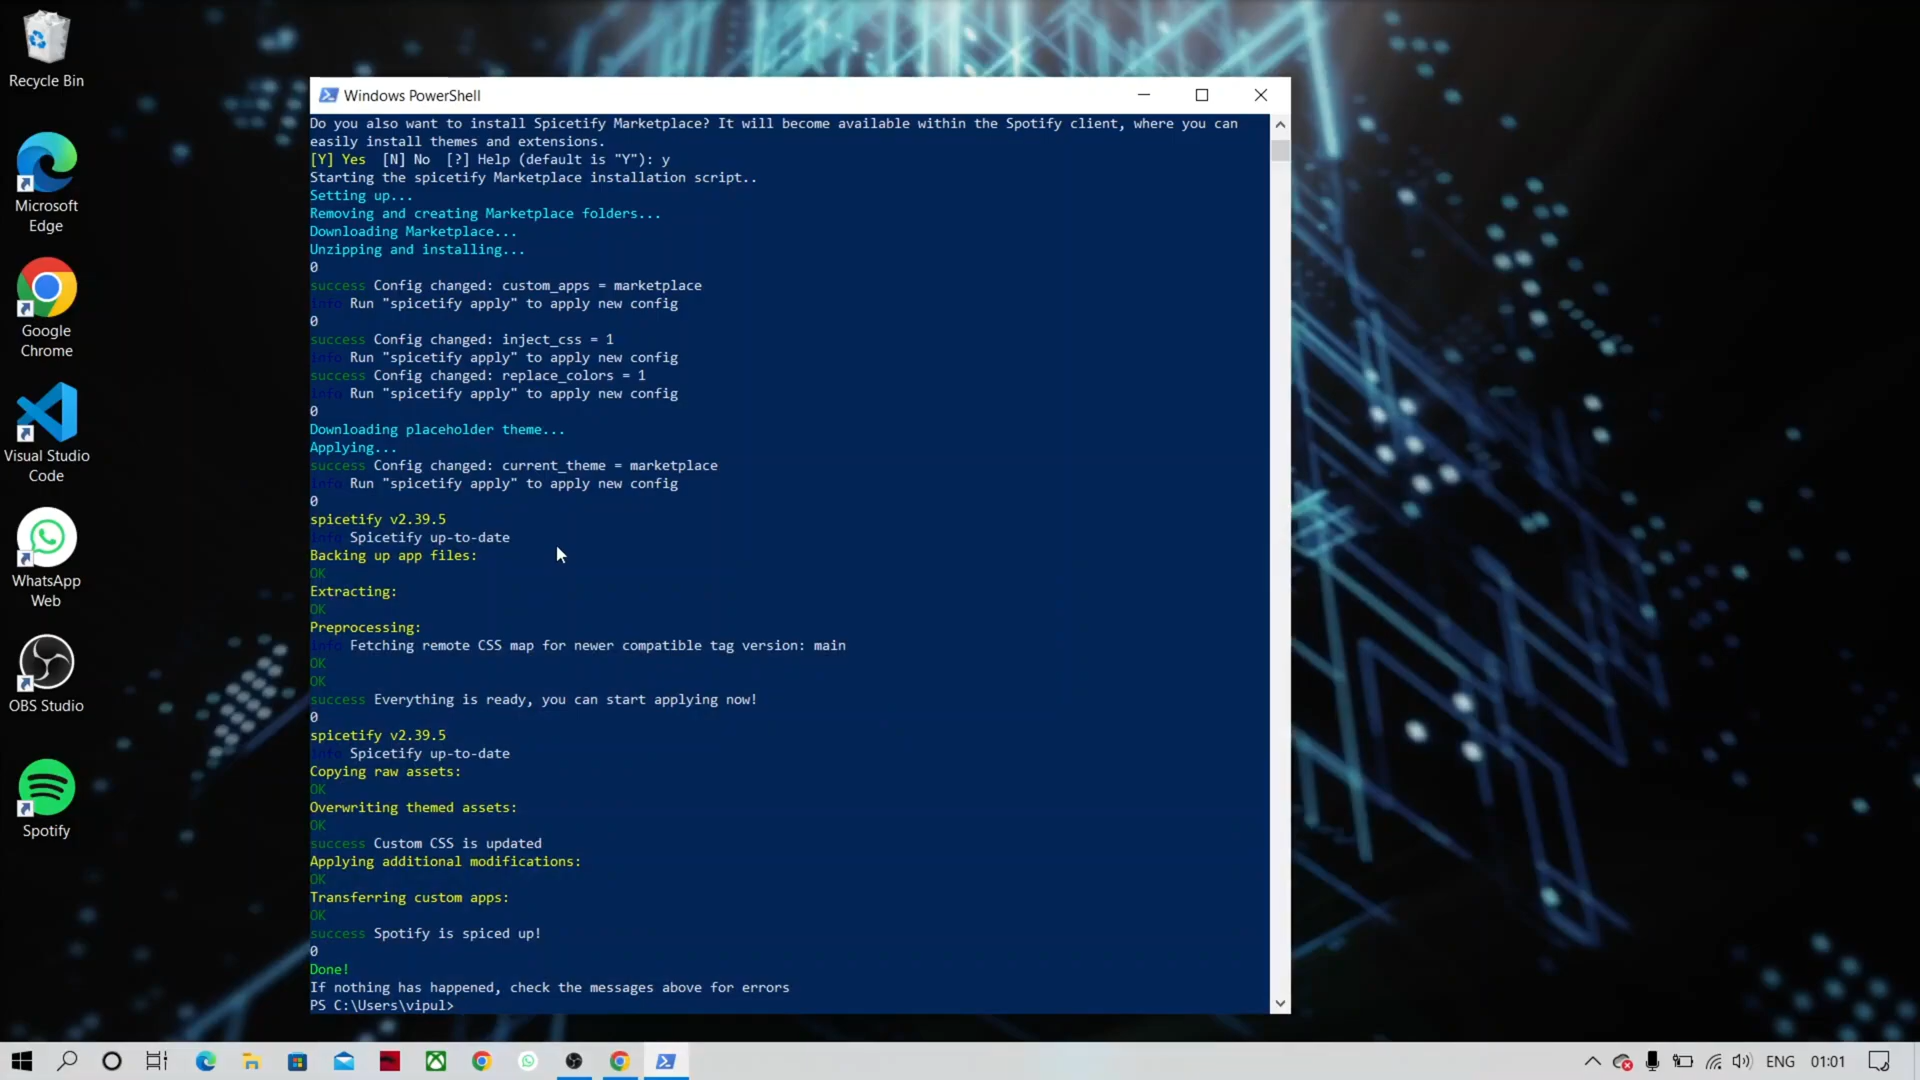 Recycle Bin
Microsoft
Edge
Google
Chrome
Visual Studio
Code
WhatsApp
Web
OBS Studio
Spotify
Windows PowerShell
Do you also want to install Spicetify Marketplace? It will become available within the Spotify client, where you can
easily install themes and extensions.
[Y] Yes  [N] No  [?] Help (default is "Y"): y
Starting the spicetify Marketplace installation script..
Setting up...
Removing and creating Marketplace folders...
Downloading Marketplace...
Unzipping and installing...
0
success Config changed: custom_apps = marketplace
info Run "spicetify apply" to apply new config
0
success Config changed: inject_css = 1
info Run "spicetify apply" to apply new config
success Config changed: replace_colors = 1
info Run "spicetify apply" to apply new config
0
Downloading placeholder theme...
Applying...
success Config changed: current_theme = marketplace
info Run "spicetify apply" to apply new config
0
spicetify v2.39.5
info Spicetify up-to-date
Backing up app files:
OK
Extracting:
OK
Preprocessing:
info Fetching remote CSS map for newer compatible tag version: main
OK
OK
success Everything is ready, you can start applying now!
0
spicetify v2.39.5
info Spicetify up-to-date
Copying raw assets:
OK
Overwriting themed assets:
OK
success Custom CSS is updated
Applying additional modifications:
OK
Transferring custom apps:
OK
success Spotify is spiced up!
0
Done!
If nothing has happened, check the messages above for errors
PS C:\Users\vipul>
ENG 01:01